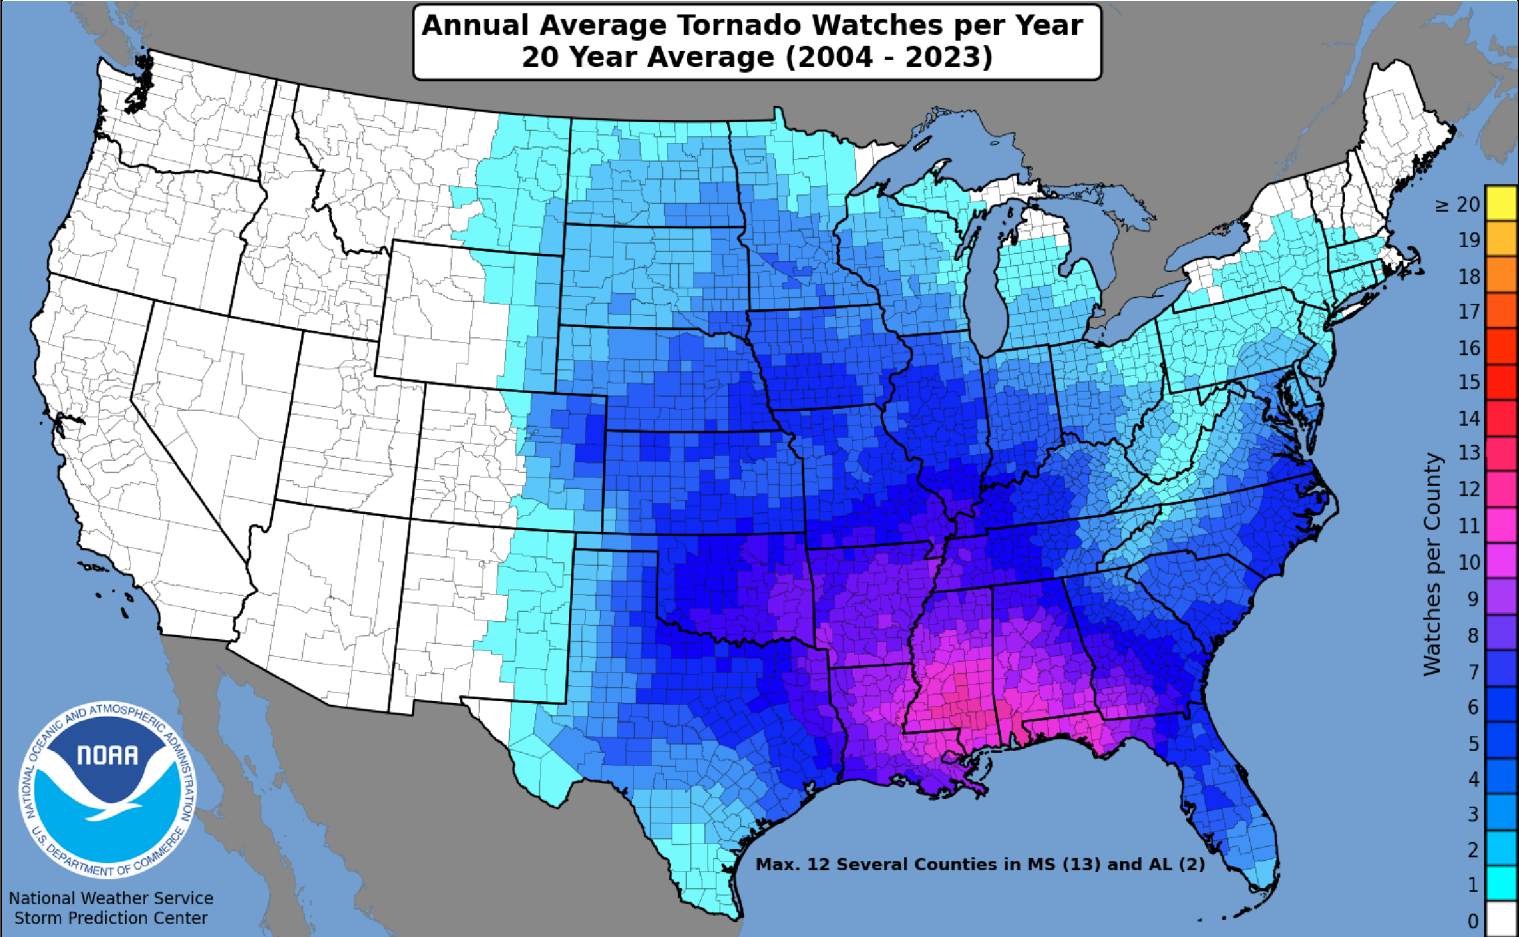 Annual Average Tornado Watches per Year
20 Year Average (2004 - 2023)
≥ 20
19
18
17
16
15
14
13
12
11
10
9
8
7
6
5
4
3
2
1
0
Watches per County
NATIONAL OCEANIC AND ATMOSPHERIC ADMINISTRATION
NOAA
U.S. DEPARTMENT OF COMMERCE
National Weather Service
Storm Prediction Center
Max. 12 Several Counties in MS (13) and AL (2)